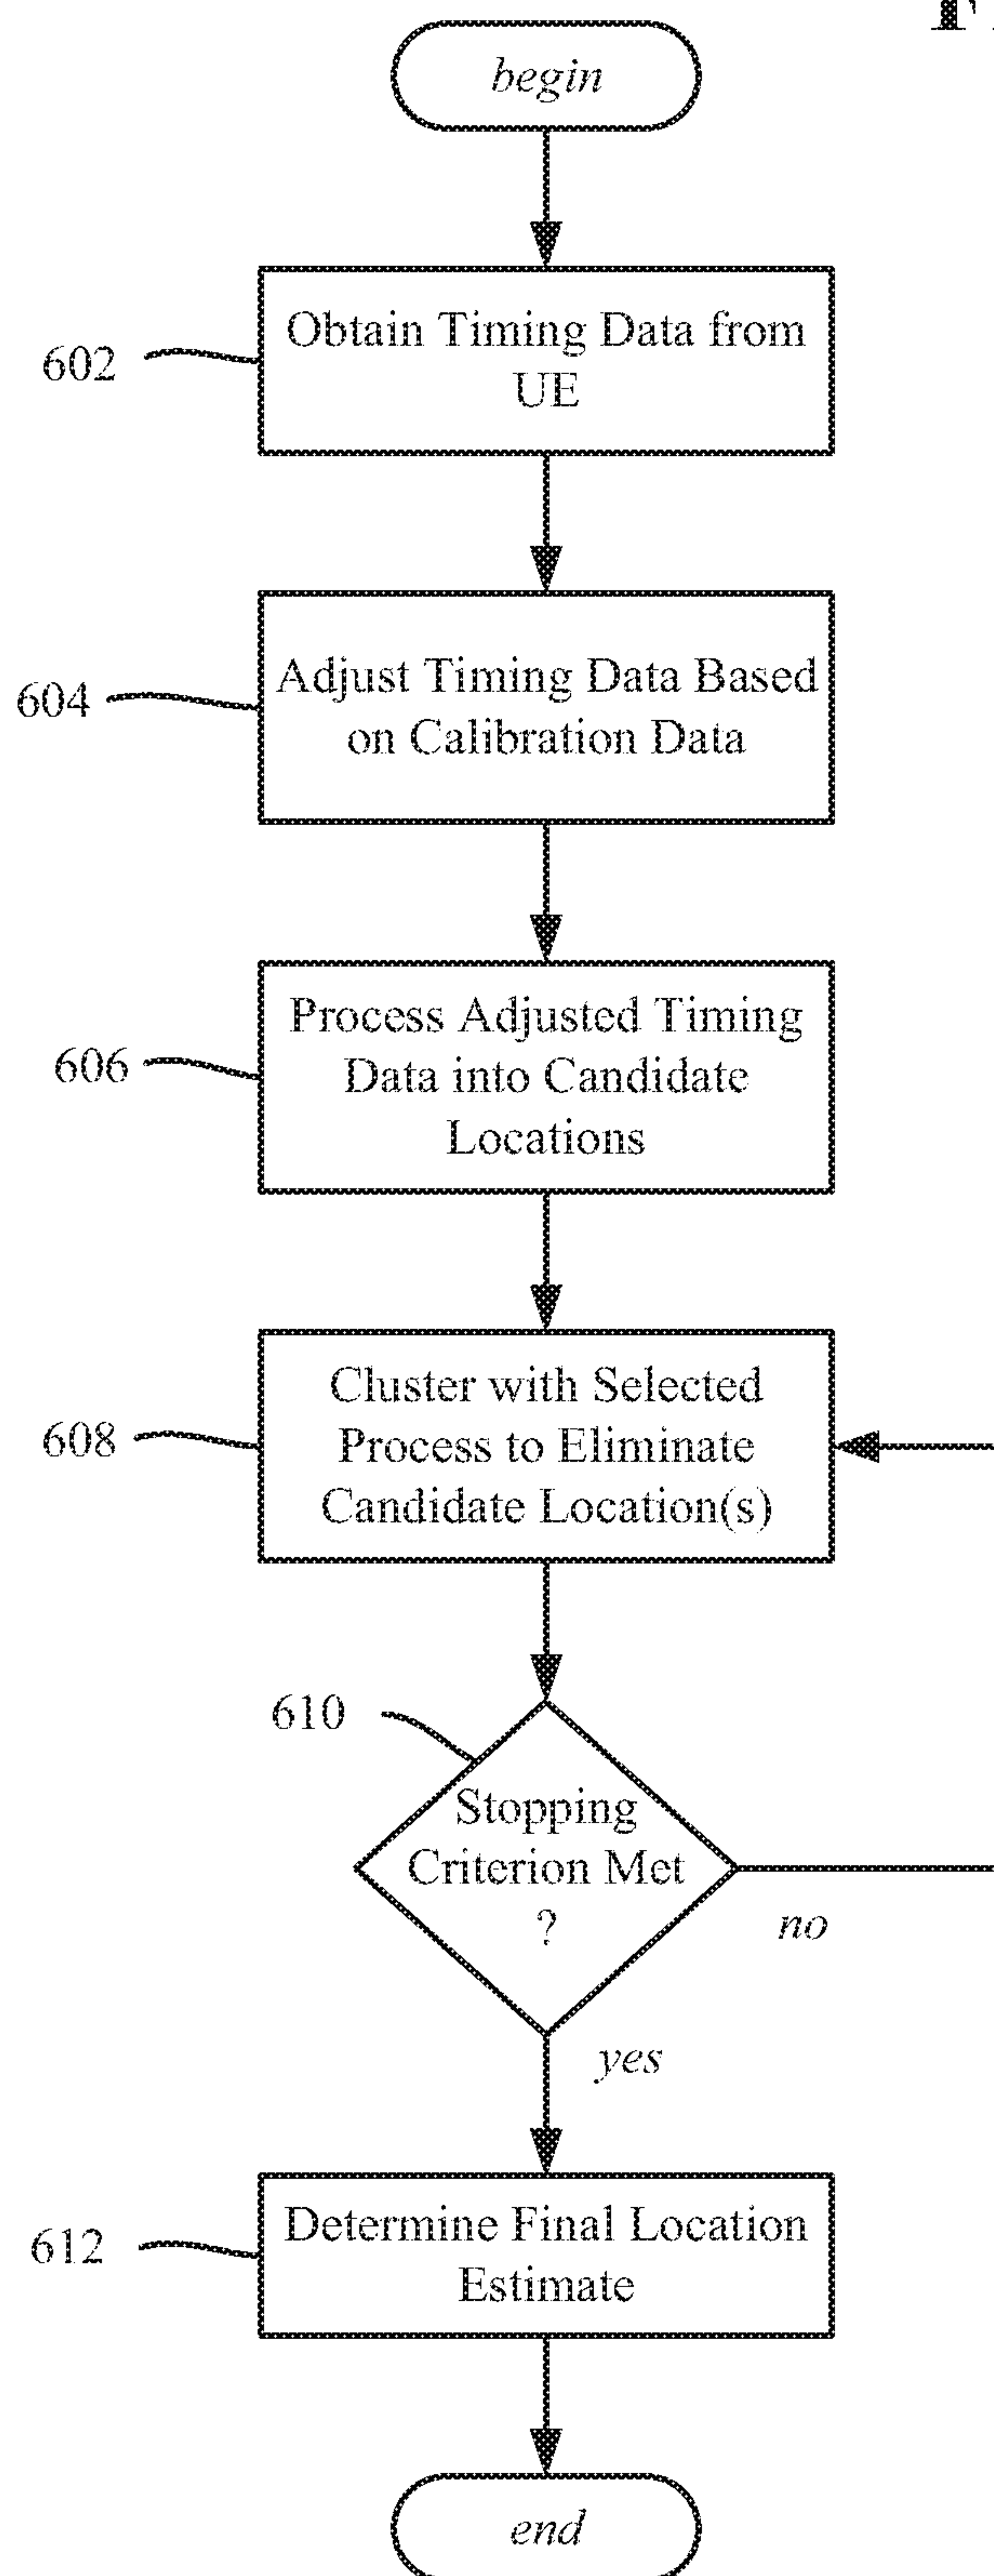 begin
602
Obtain Timing Data from
UE
604
Adjust Timing Data Based
on Calibration Data
606
Process Adjusted Timing
Data into Candidate
Locations
608
Cluster with Selected
Process to Eliminate
Candidate Location(s)
610
Stopping
Criterion Met
?
no
yes
612
Determine Final Location
Estimate
end